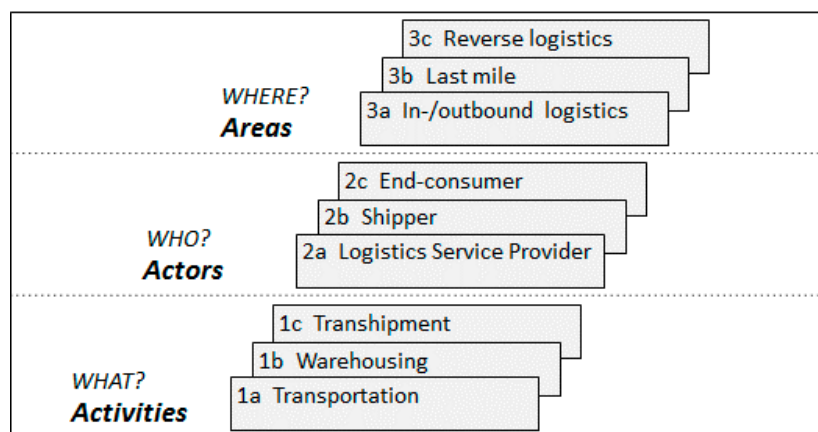 3c Reverse logistics
3b Last mile
WHERE?
3a In-/outbound logistics
Areas
2c End-consumer
2b Shipper
WHO?
2a Logistics Service Provider
Actors
1c Transhipment
1b Warehousing
WHAT?
1a Transportation
Activities